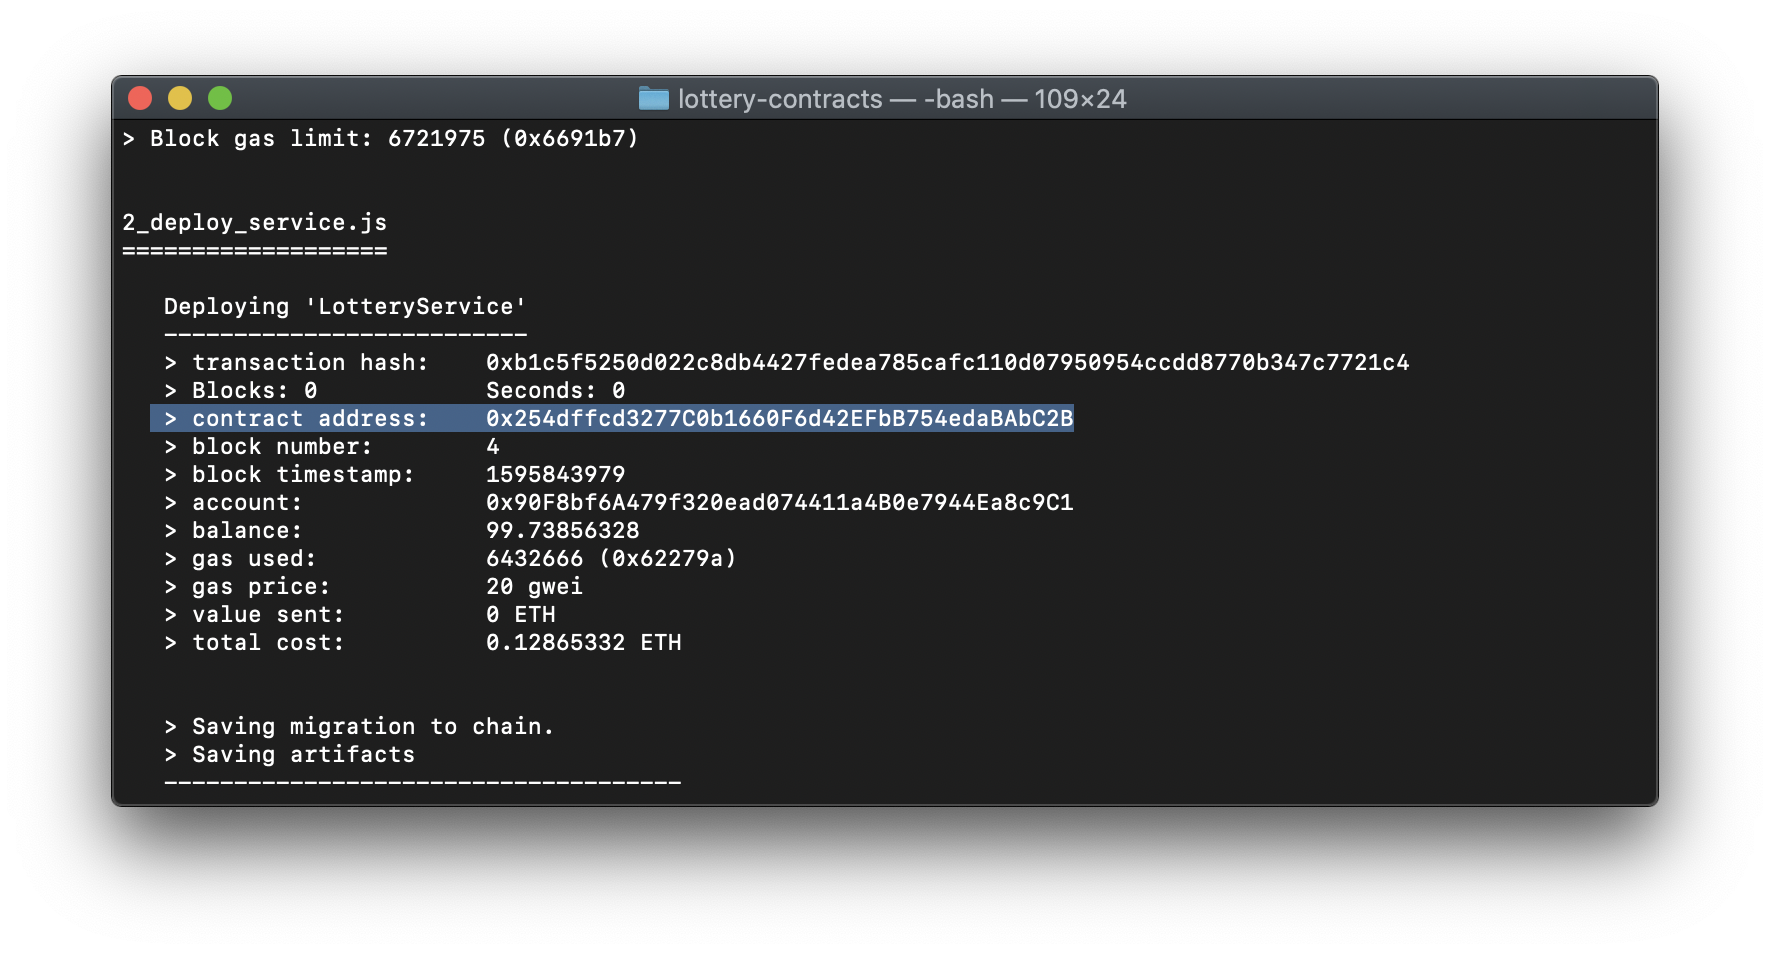 lottery-contracts — -bash — 109×24
> Block gas limit: 6721975 (0x6691b7)
2_deploy_service.js
===================
Deploying 'LotteryService'
--------------------------
> transaction hash:    0xb1c5f5250d022c8db4427fedea785cafc110d07950954ccdd8770b347c7721c4
> Blocks: 0            Seconds: 0
> contract address:    0x254dffcd3277C0b1660F6d42EFbB754edaBAbC2B
> block number:        4
> block timestamp:     1595843979
> account:             0x90F8bf6A479f320ead074411a4B0e7944Ea8c9C1
> balance:             99.73856328
> gas used:            6432666 (0x62279a)
> gas price:           20 gwei
> value sent:          0 ETH
> total cost:          0.12865332 ETH
> Saving migration to chain.
> Saving artifacts
-------------------------------------